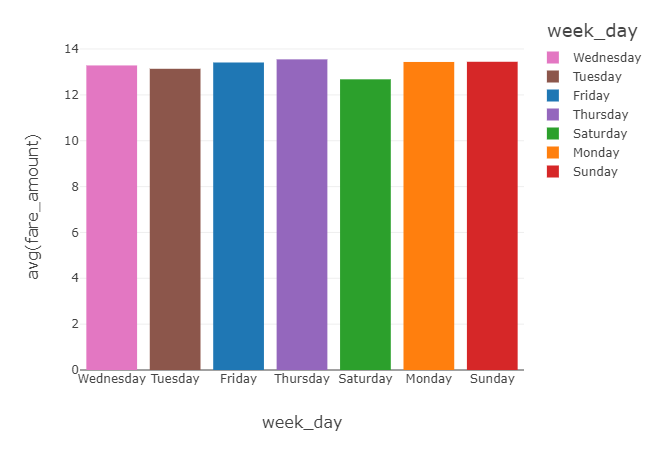 week_day
Wednesday
Tuesday
Friday
Thursday
Saturday
Monday
Sunday
avg(fare_amount)
14
12
10
8
6
4
2
0
Wednesday Tuesday Friday Thursday Saturday Monday Sunday
week_day